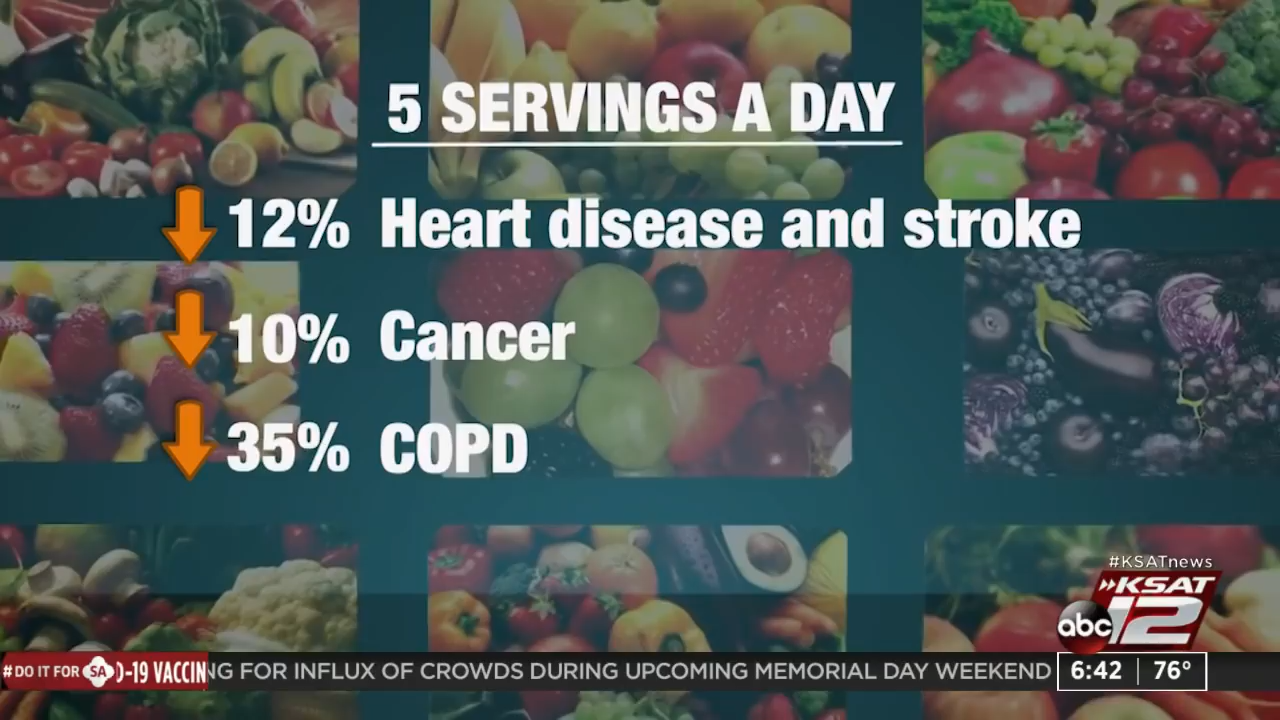 5 SERVINGS A DAY
12% Heart disease and stroke
10% Cancer
35% COPD
#KSATnews
KSAT
abc 12
#DO IT FOR SA D-19 VACCIN NG FOR INFLUX OF CROWDS DURING UPCOMING MEMORIAL DAY WEEKEND 6:42 76°